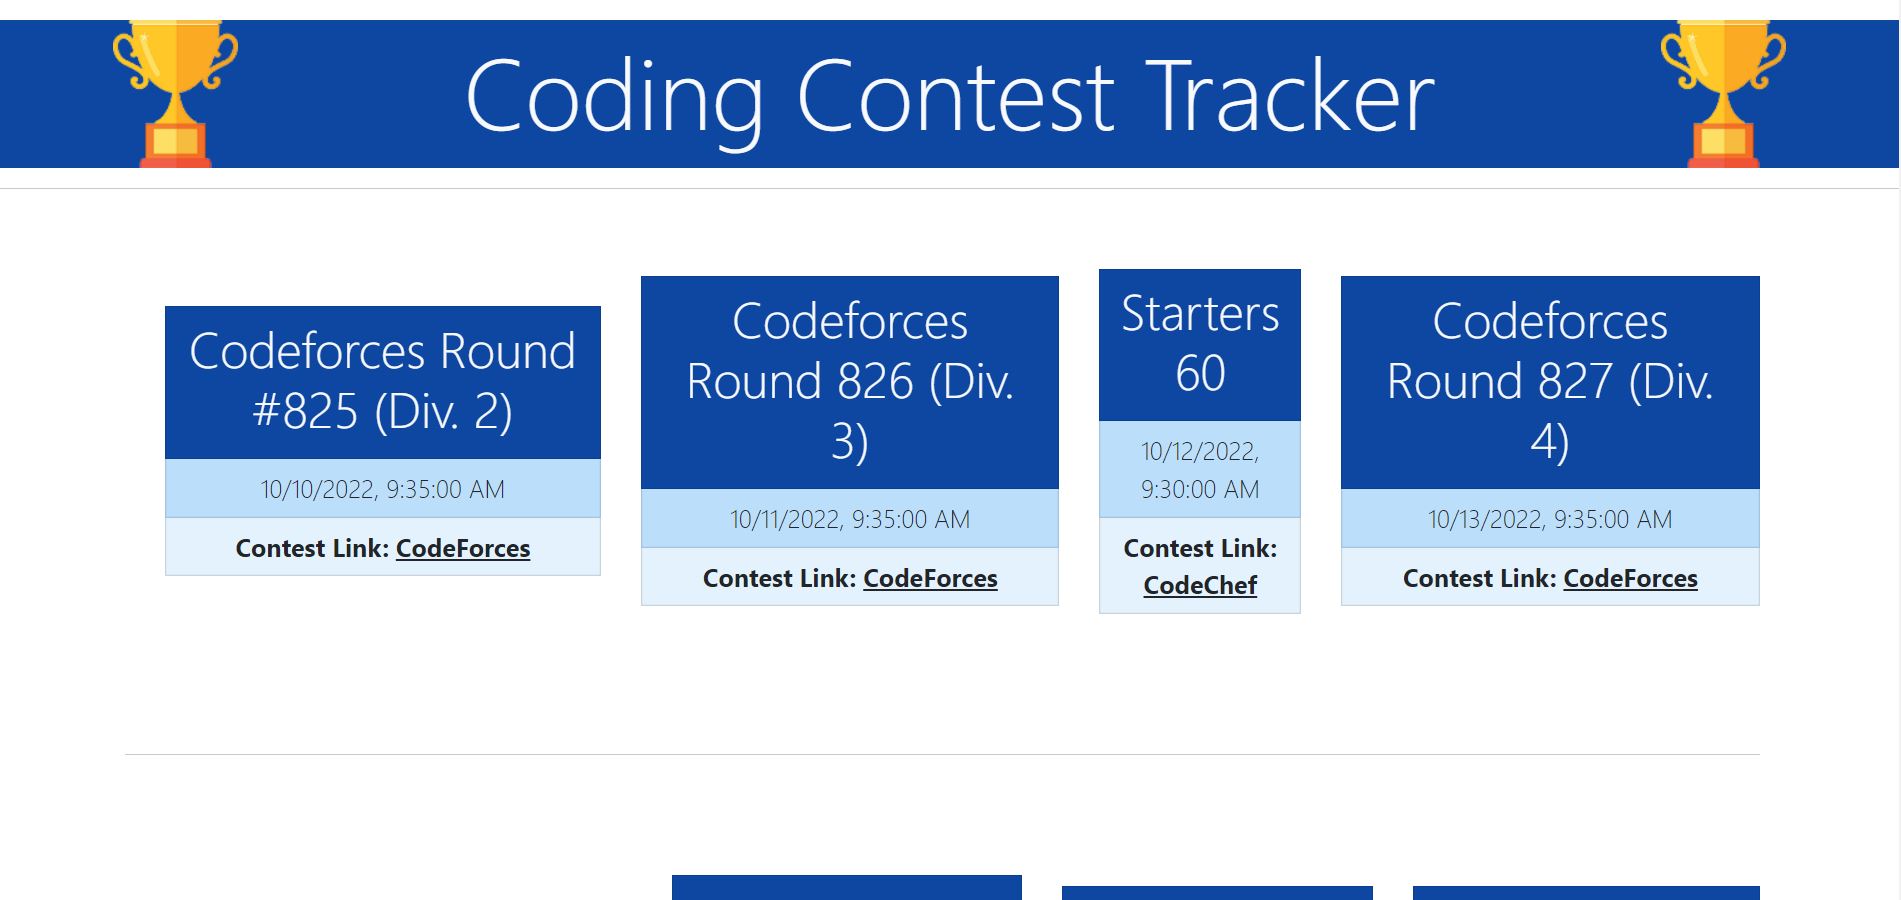 Coding Contest Tracker
Codeforces Round
#825 (Div. 2)
10/10/2022, 9:35:00 AM
Contest Link: CodeForces
Codeforces
Round 826 (Div.
3)
10/11/2022, 9:35:00 AM
Contest Link: CodeForces
Starters
60
10/12/2022,
9:30:00 AM
Contest Link:
CodeChef
Codeforces
Round 827 (Div.
4)
10/13/2022, 9:35:00 AM
Contest Link: CodeForces